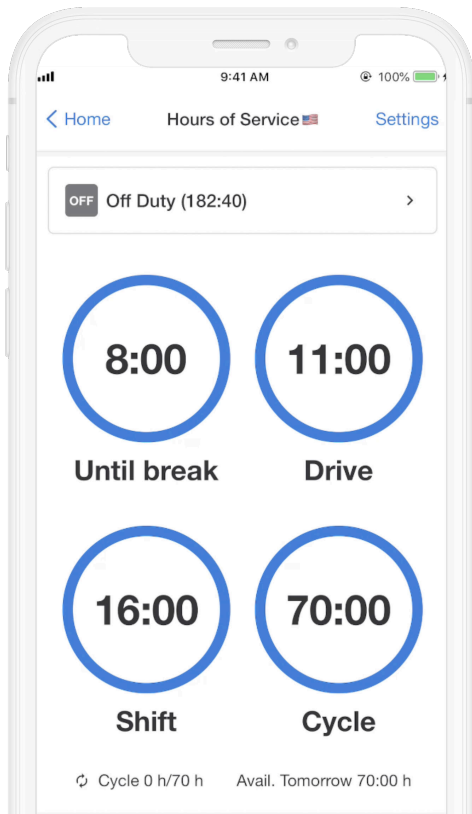 9:41 AM 100%
Home Hours of Service Settings
OFF Off Duty (182:40)
8:00 11:00
Until break Drive
16:00 70:00
Shift Cycle
Cycle 0 h/70 h Avail. Tomorrow 70:00 h